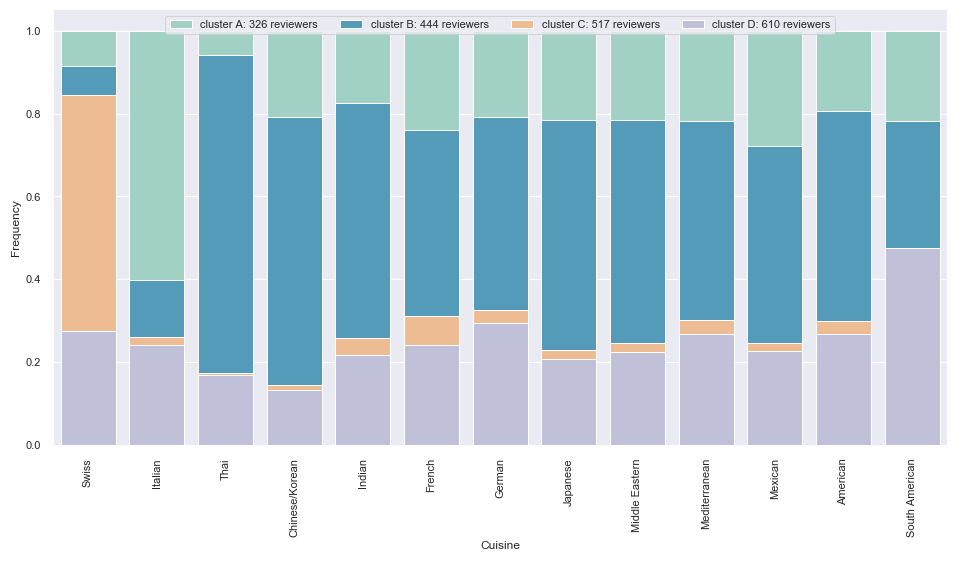 cluster A: 326 reviewers cluster B: 444 reviewers cluster C: 517 reviewers cluster D: 610 reviewers
1.0
0.8
0.6
0.4
0.2
0.0
Frequency
Swiss
Italian
Thai
Chinese/Korean
Indian
French
German
Japanese
Middle Eastern
Mediterranean
Mexican
American
South American
Cuisine